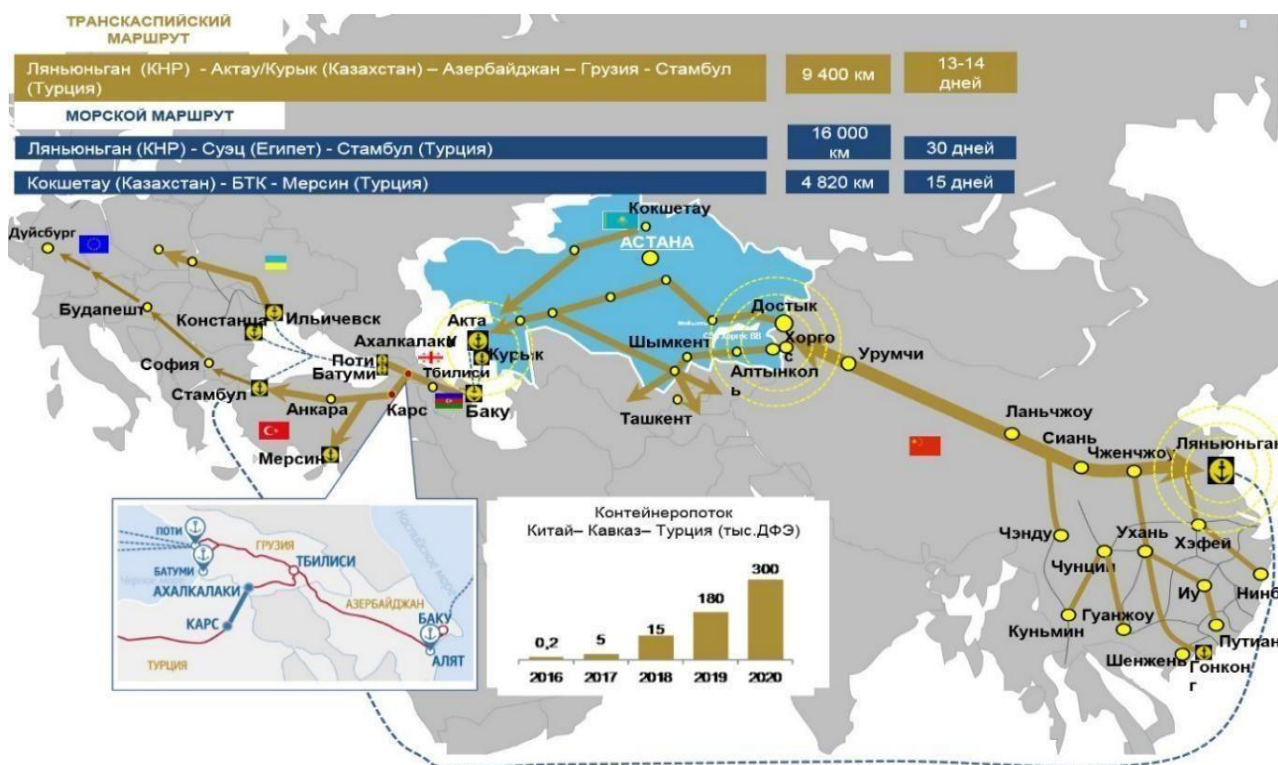 ТРАНСКАСПИЙСКИЙ
МАРШРУТ
Ляньюньган (КНР) - Актау/Курык (Казахстан) – Азербайджан – Грузия - Стамбул
(Турция)
9 400 км
13-14
дней
МОРСКОЙ МАРШРУТ
Ляньюньган (КНР) - Суэц (Египет) - Стамбул (Турция)
16 000
км
30 дней
Кокшетау (Казахстан) - БТК - Мерсин (Турция)
4 820 км
15 дней
Кокшетау
АСТАНА
Дуйсбург
Будапешт
Констанца
Ильичевск
София
Стамбул
Анкара
Мерсин
Ахалкалаки
Поти
Батуми
Тбилиси
Карс
Баку
Акта
у
Курык
Шымкент
Ташкент
Достык
Хорго
с
Алтынкол
ь
Урумчи
Ланьчжоу
Сиань
Чженчжоу
Ляньюньган
Чэнду
Чунцин
Ухань
Хэфей
Нинб
Иу
Куньмин
Гуанжоу
Путиан
Шенжень
Гонкон
г
ПОТИ
ГРУЗИЯ
ТБИЛИСИ
БАТУМИ
Черное море
АХАЛКАЛАКИ
КАРС
АЗЕРБАЙДЖАН
БАКУ
АЛЯТ
ТУРЦИЯ
Каспийское море
Контейнеропоток
Китай– Кавказ– Турция (тыс.ДФЭ)
0,2
5
15
180
300
2016
2017
2018
2019
2020